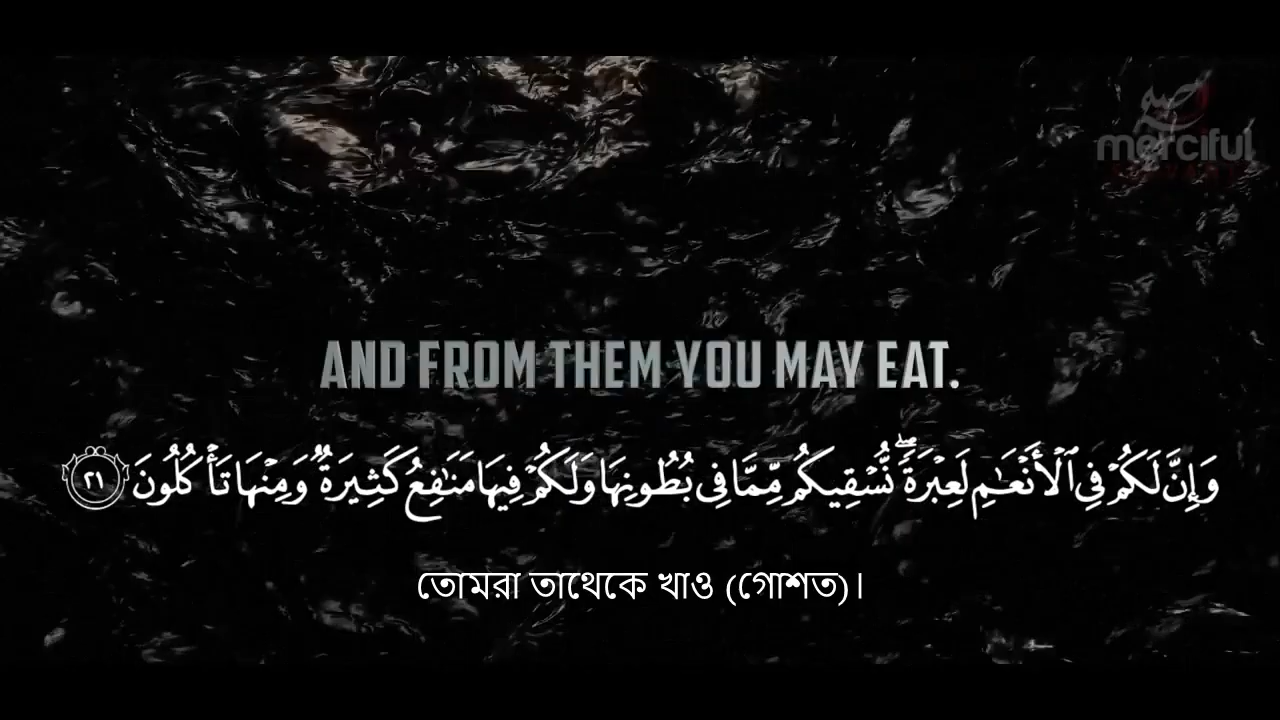 merciful
AND FROM THEM YOU MAY EAT.
وَإِنَّ لَكُمْ فِي ٱلْأَنْعَـٰمِ لَعِبْرَةً ۖ نُّسْقِيكُم مِّمَّا فِى بُطُونِهَا وَلَكُمْ فِيهَا مَنَـٰفِعُ كَثِيرَةٌ وَمِنْهَا تَأْكُلُونَ ٢١
তোমরা তাথেকে খাও (গোশত)।